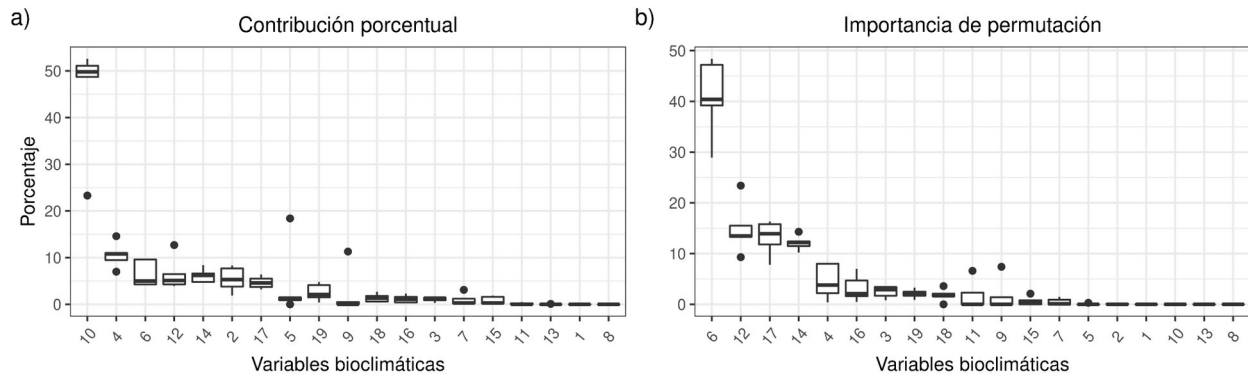 a)
Contribución porcentual
Porcentaje
50
40
30
20
10
0
10 4 6 12 14 2 17 5 19 9 18 16 3 7 15 11 13 1 8
Variables bioclimáticas
b)
Importancia de permutación
50
40
30
20
10
0
6 12 17 14 4 16 3 19 18 11 9 15 7 5 2 1 10 13 8
Variables bioclimáticas